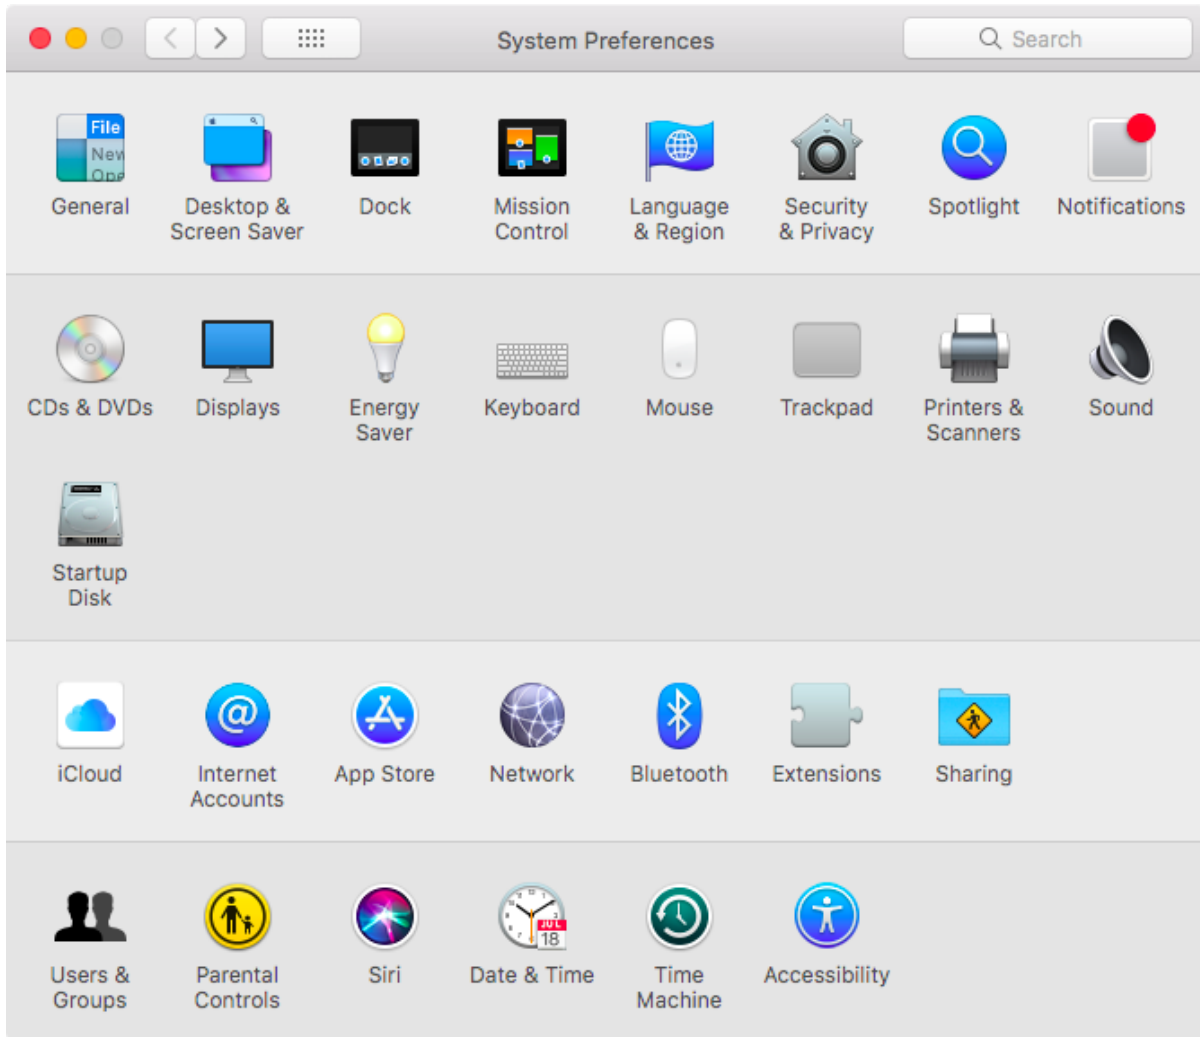 System Preferences
Search
File
New
Ope
General
Desktop &
Screen Saver
Dock
Mission
Control
Language
& Region
Security
& Privacy
Spotlight
Notifications
CDs & DVDs
Displays
Energy
Saver
Keyboard
Mouse
Trackpad
Printers &
Scanners
Sound
Startup
Disk
iCloud
@
Internet
Accounts
App Store
Network
Bluetooth
Extensions
Sharing
Users &
Groups
Parental
Controls
Siri
JUL
18
Date & Time
Time
Machine
Accessibility